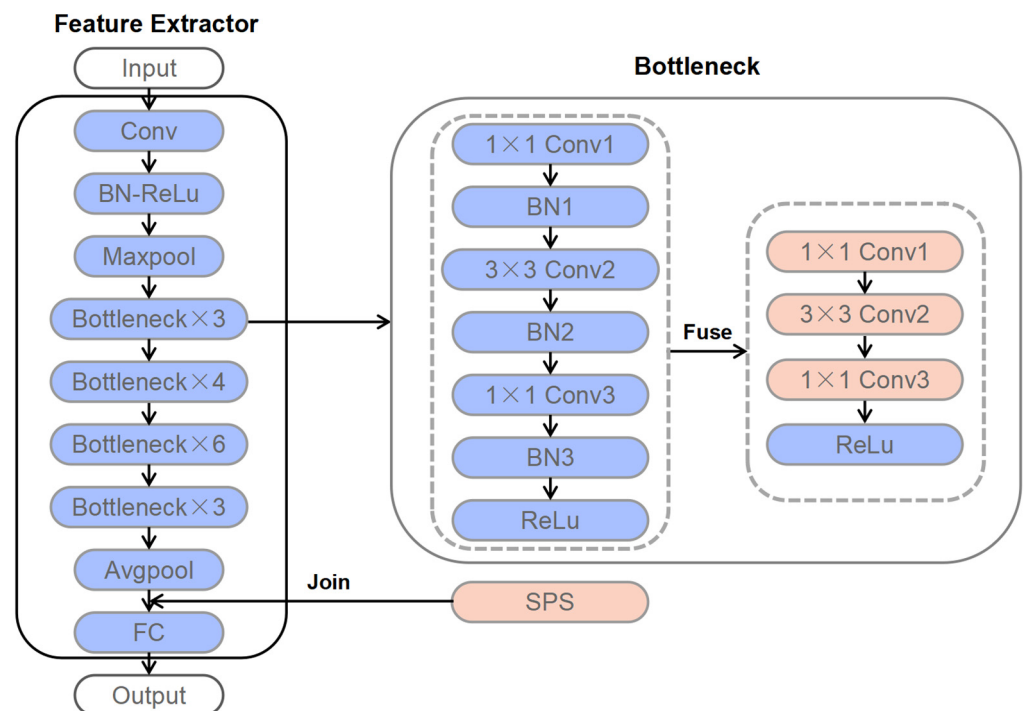 Feature Extractor
Input
Conv
BN-ReLu
Maxpool
Bottleneck×3
Bottleneck×4
Bottleneck×6
Bottleneck×3
Avgpool
FC
Output
Join
SPS
Bottleneck
1×1 Conv1
BN1
3×3 Conv2
BN2
1×1 Conv3
BN3
ReLu
Fuse
1×1 Conv1
3×3 Conv2
1×1 Conv3
ReLu